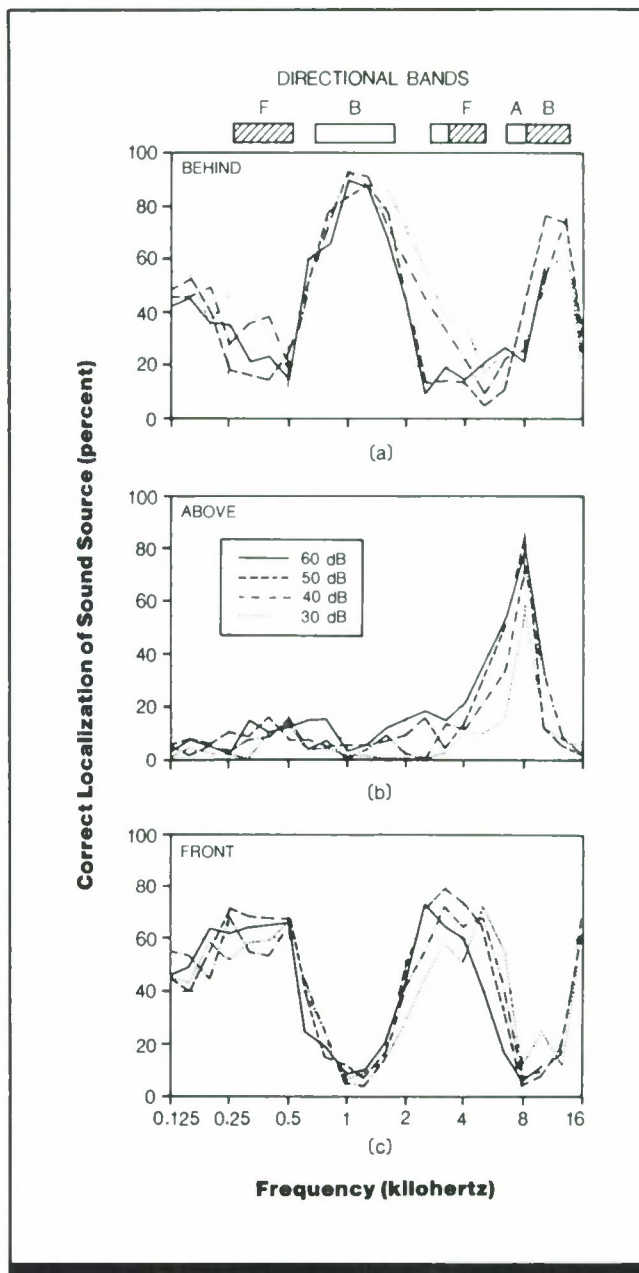 DIRECTIONAL BANDS
F B F A B
100
BEHIND
80
60
40
20
0
(a)
100
ABOVE
80
60 dB
50 dB
60
40 dB
30 dB
40
20
0
(b)
100
FRONT
80
60
40
20
0
0.125 0.25 0.5 1 2 4 8 16
(c)
Frequency (kilohertz)
Correct Localization of Sound Source (percent)